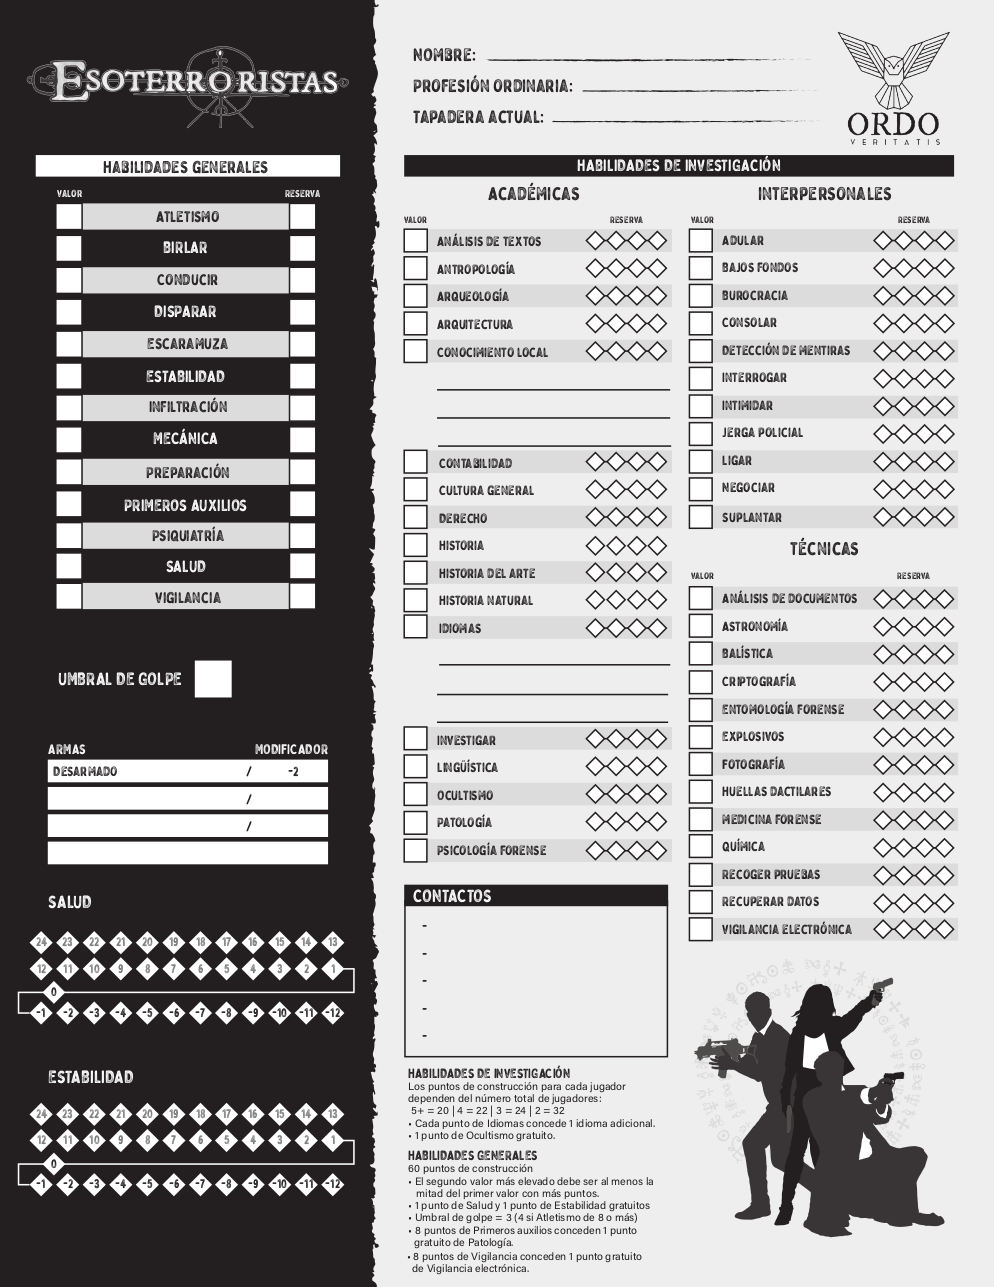 ESOTERRORISTAS
HABILIDADES GENERALES
VALOR RESERVA
ATLETISMO
BIRLAR
CONDUCIR
DISPARAR
ESCARAMUZA
ESTABILIDAD
INFILTRACIÓN
MECÁNICA
PREPARACIÓN
PRIMEROS AUXILIOS
PSIQUIATRÍA
SALUD
VIGILANCIA
UMBRAL DE GOLPE
ARMAS MODIFICADOR
DESARMADO / -2
/
/
SALUD
24 23 22 21 20 19 18 17 16 15 14 13
12 11 10 9 8 7 6 5 4 3 2 1
0
-1 -2 -3 -4 -5 -6 -7 -8 -9 -10 -11 -12
ESTABILIDAD
24 23 22 21 20 19 18 17 16 15 14 13
12 11 10 9 8 7 6 5 4 3 2 1
0
-1 -2 -3 -4 -5 -6 -7 -8 -9 -10 -11 -12
NOMBRE:
PROFESIÓN ORDINARIA:
TAPADERA ACTUAL:
ORDO
VERITATIS
HABILIDADES DE INVESTIGACIÓN
ACADÉMICAS
VALOR RESERVA
ANÁLISIS DE TEXTOS
ANTROPOLOGÍA
ARQUEOLOGÍA
ARQUITECTURA
CONOCIMIENTO LOCAL
CONTABILIDAD
CULTURA GENERAL
DERECHO
HISTORIA
HISTORIA DEL ARTE
HISTORIA NATURAL
IDIOMAS
INVESTIGAR
LINGÜÍSTICA
OCULTISMO
PATOLOGÍA
PSICOLOGÍA FORENSE
CONTACTOS
-
-
-
-
-
HABILIDADES DE INVESTIGACIÓN
Los puntos de construcción para cada jugador
dependen del número total de jugadores:
5+ = 20 | 4 = 22 | 3 = 24 | 2 = 32
• Cada punto de Idiomas concede 1 idioma adicional.
• 1 punto de Ocultismo gratuito.
HABILIDADES GENERALES
60 puntos de construcción
• El segundo valor más elevado debe ser al menos la
mitad del primer valor con más puntos.
• 1 punto de Salud y 1 punto de Estabilidad gratuitos
• Umbral de golpe = 3 (4 si Atletismo de 8 o más)
• 8 puntos de Primeros auxilios conceden 1 punto
gratuito de Patología.
• 8 puntos de Vigilancia conceden 1 punto gratuito
de Vigilancia electrónica.
INTERPERSONALES
VALOR RESERVA
ADULAR
BAJOS FONDOS
BUROCRACIA
CONSOLAR
DETECCIÓN DE MENTIRAS
INTERROGAR
INTIMIDAR
JERGA POLICIAL
LIGAR
NEGOCIAR
SUPLANTAR
TÉCNICAS
VALOR RESERVA
ANÁLISIS DE DOCUMENTOS
ASTRONOMÍA
BALÍSTICA
CRIPTOGRAFÍA
ENTOMOLOGÍA FORENSE
EXPLOSIVOS
FOTOGRAFÍA
HUELLAS DACTILARES
MEDICINA FORENSE
QUÍMICA
RECOGER PRUEBAS
RECUPERAR DATOS
VIGILANCIA ELECTRÓNICA